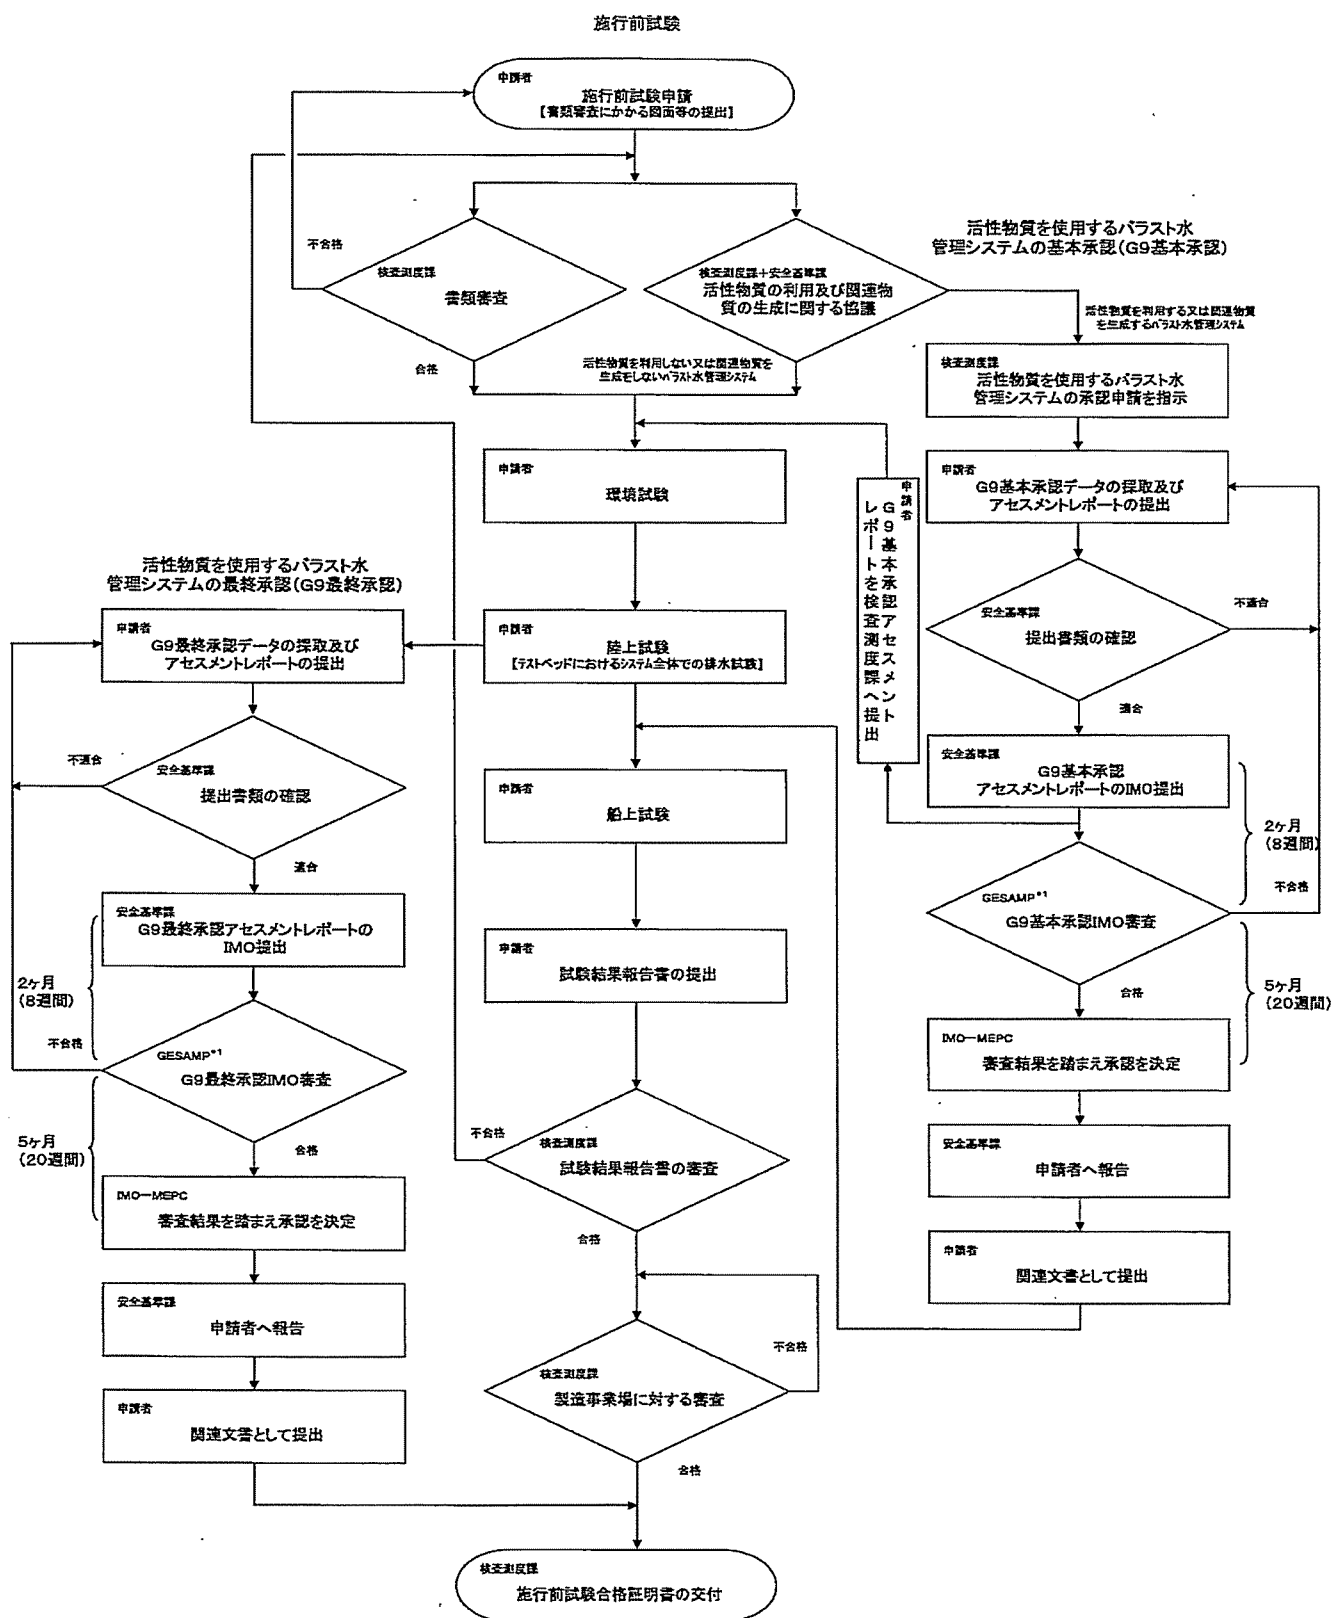 施行前試験
申請者
施行前試験申請
【書類審査にかかる図面等の提出】
不合格
検査測度課
書類審査
合格
検査測度課+安全基準課
活性物質の利用及び関連物
質の生成に関する協議
活性物質を利用しない又は関連物質を
生成をしないバラスト水管理システム
活性物質を使用するバラスト水
管理システムの基本承認(G9基本承認)
活性物質を利用する又は関連物質
を生成するバラスト水管理システム
検査測度課
活性物質を使用するバラスト水
管理システムの承認申請を指示
申請者
G9基本承認データの採取及び
アセスメントレポートの提出
安全基準課
提出書類の確認
不適合
適合
安全基準課
G9基本承認
アセスメントレポートのIMO提出
2ヶ月
(8週間)
GESAMP*1
G9基本承認IMO審査
不合格
合格
5ヶ月
(20週間)
IMO-MEPC
審査結果を踏まえ承認を決定
安全基準課
申請者へ報告
申請者
関連文書として提出
申請者
G9基本承認アセスメント
レポートを検査測度課へ提出
申請者
環境試験
申請者
陸上試験
【テストベッドにおけるシステム全体での排水試験】
申請者
船上試験
申請者
試験結果報告書の提出
検査測度課
試験結果報告書の審査
不合格
合格
検査測度課
製造事業場に対する審査
不合格
合格
活性物質を使用するバラスト水
管理システムの最終承認(G9最終承認)
申請者
G9最終承認データの採取及び
アセスメントレポートの提出
安全基準課
提出書類の確認
不適合
適合
安全基準課
G9最終承認アセスメントレポートの
IMO提出
2ヶ月
(8週間)
GESAMP*1
G9最終承認IMO審査
不合格
合格
5ヶ月
(20週間)
IMO-MEPC
審査結果を踏まえ承認を決定
安全基準課
申請者へ報告
申請者
関連文書として提出
検査測度課
施行前試験合格証明書の交付